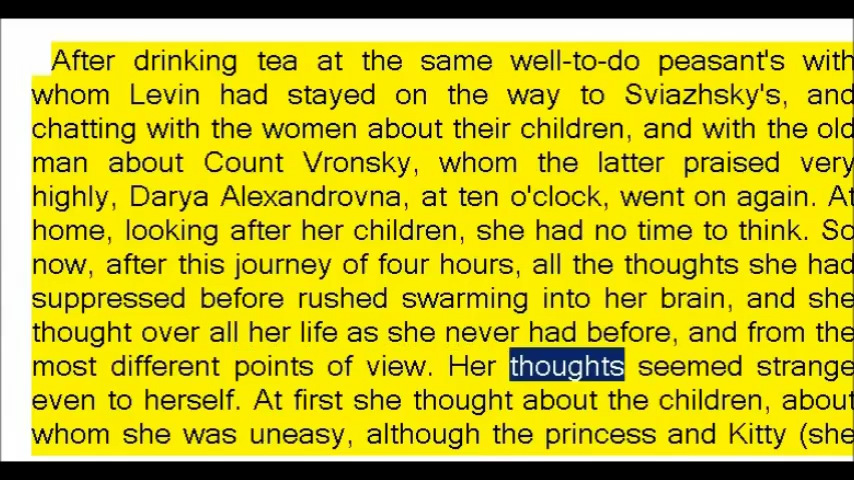 After drinking tea at the same well-to-do peasant's with
whom Levin had stayed on the way to Sviazhsky's, and
chatting with the women about their children, and with the old
man about Count Vronsky, whom the latter praised very
highly, Darya Alexandrovna, at ten o'clock, went on again. At
home, looking after her children, she had no time to think. So
now, after this journey of four hours, all the thoughts she had
suppressed before rushed swarming into her brain, and she
thought over all her life as she never had before, and from the
most different points of view. Her thoughts seemed strange
even to herself. At first she thought about the children, about
whom she was uneasy, although the princess and Kitty (she